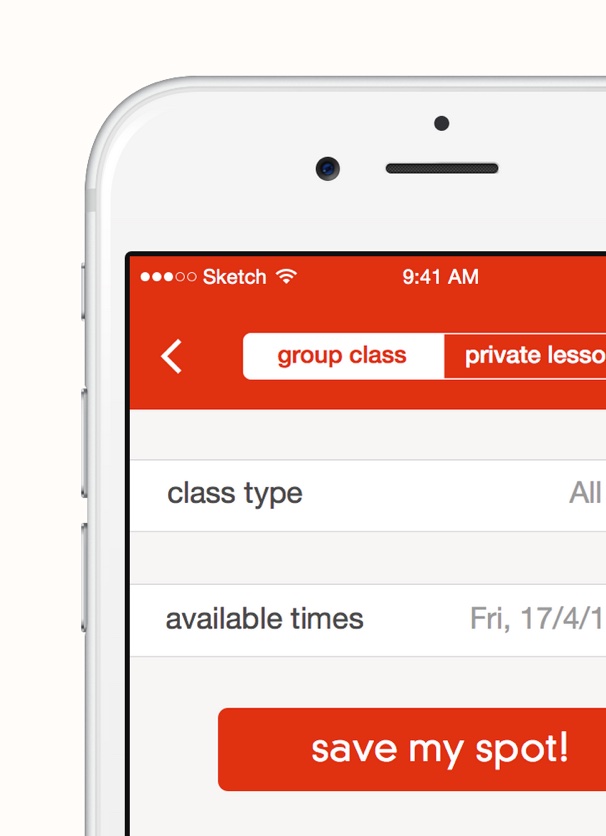 Sketch 9:41 AM
group class private lesso
class type All
available times Fri, 17/4/1
save my spot!